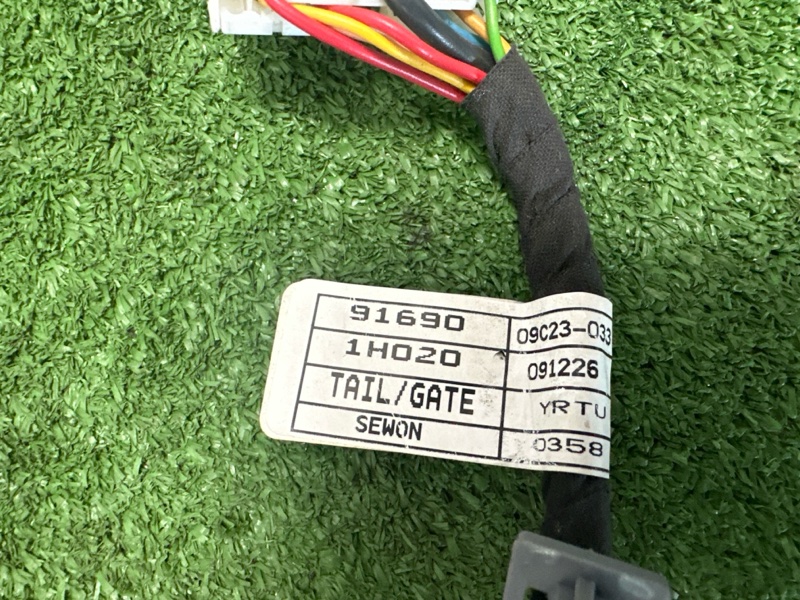 91690 09C23-033
1H020 091226
TAIL/GATE YRTU
SEWON 0358